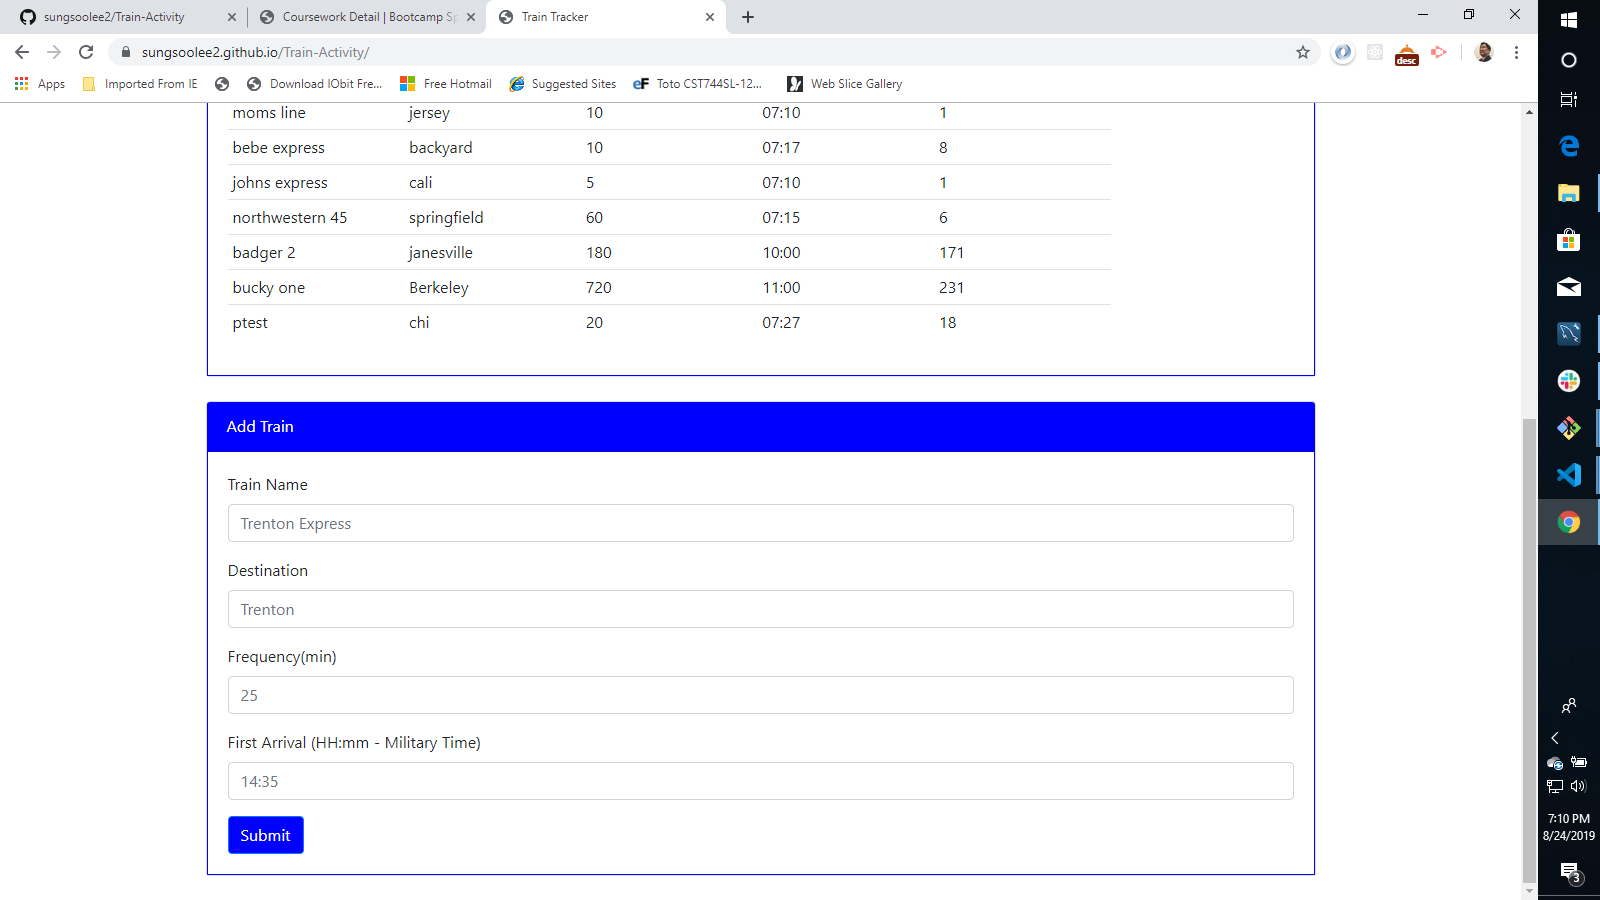 sungsoolee2/Train-Activity
Coursework Detail | Bootcamp Sp
Train Tracker
sungsoolee2.github.io/Train-Activity/
desc
Apps
Imported From IE
Download IObit Fre...
Free Hotmail
Suggested Sites
eF Toto CST744SL-12...
Web Slice Gallery
moms line jersey 10 07:10 1
bebe express backyard 10 07:17 8
johns express cali 5 07:10 1
northwestern 45 springfield 60 07:15 6
badger 2 janesville 180 10:00 171
bucky one Berkeley 720 11:00 231
ptest chi 20 07:27 18
Add Train
Train Name
Trenton Express
Destination
Trenton
Frequency(min)
25
First Arrival (HH:mm - Military Time)
14:35
Submit
7:10 PM
8/24/2019
3